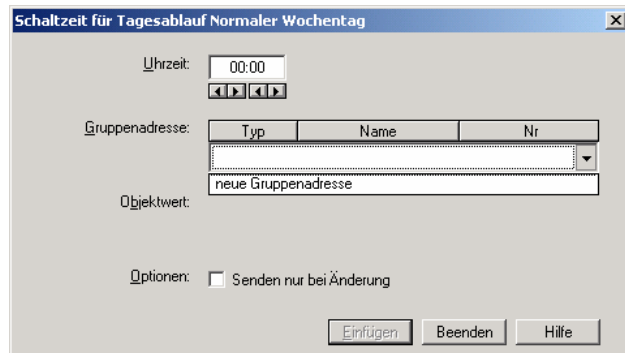 Schaltzeit für Tagesablauf Normaler Wochentag
Uhrzeit: 00:00
Gruppenadresse: Typ Name Nr
neue Gruppenadresse
Objektwert:
Optionen: Senden nur bei Änderung
Einfügen Beenden Hilfe